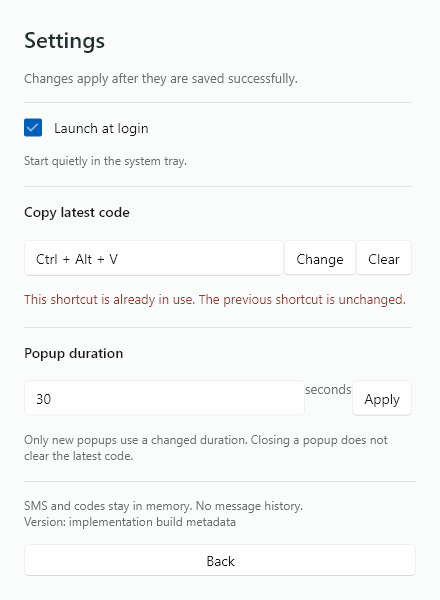 Settings
Changes apply after they are saved successfully.
Launch at login
Start quietly in the system tray.
Copy latest code
Ctrl + Alt + V Change Clear
This shortcut is already in use. The previous shortcut is unchanged.
Popup duration
30 seconds Apply
Only new popups use a changed duration. Closing a popup does not
clear the latest code.
SMS and codes stay in memory. No message history.
Version: implementation build metadata
Back